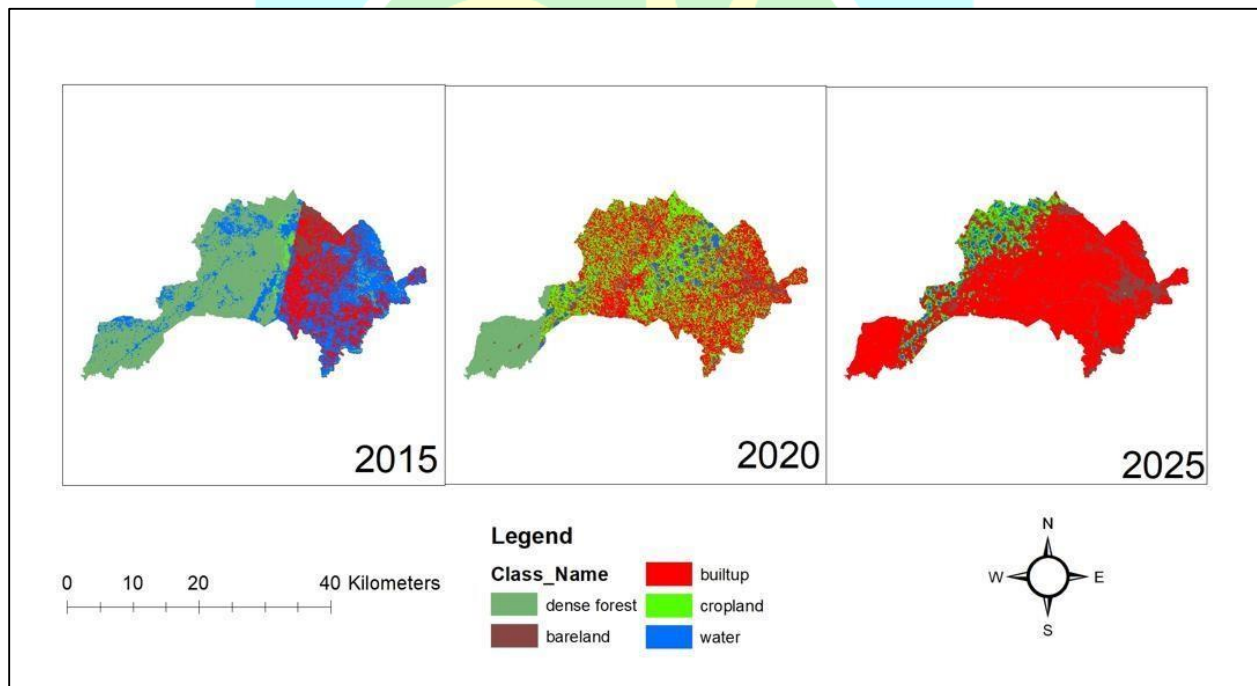 2015
2020
2025
Legend
Class_Name
dense forest
bareland
builtup
cropland
water
0 10 20 40 Kilometers
N
W E
S